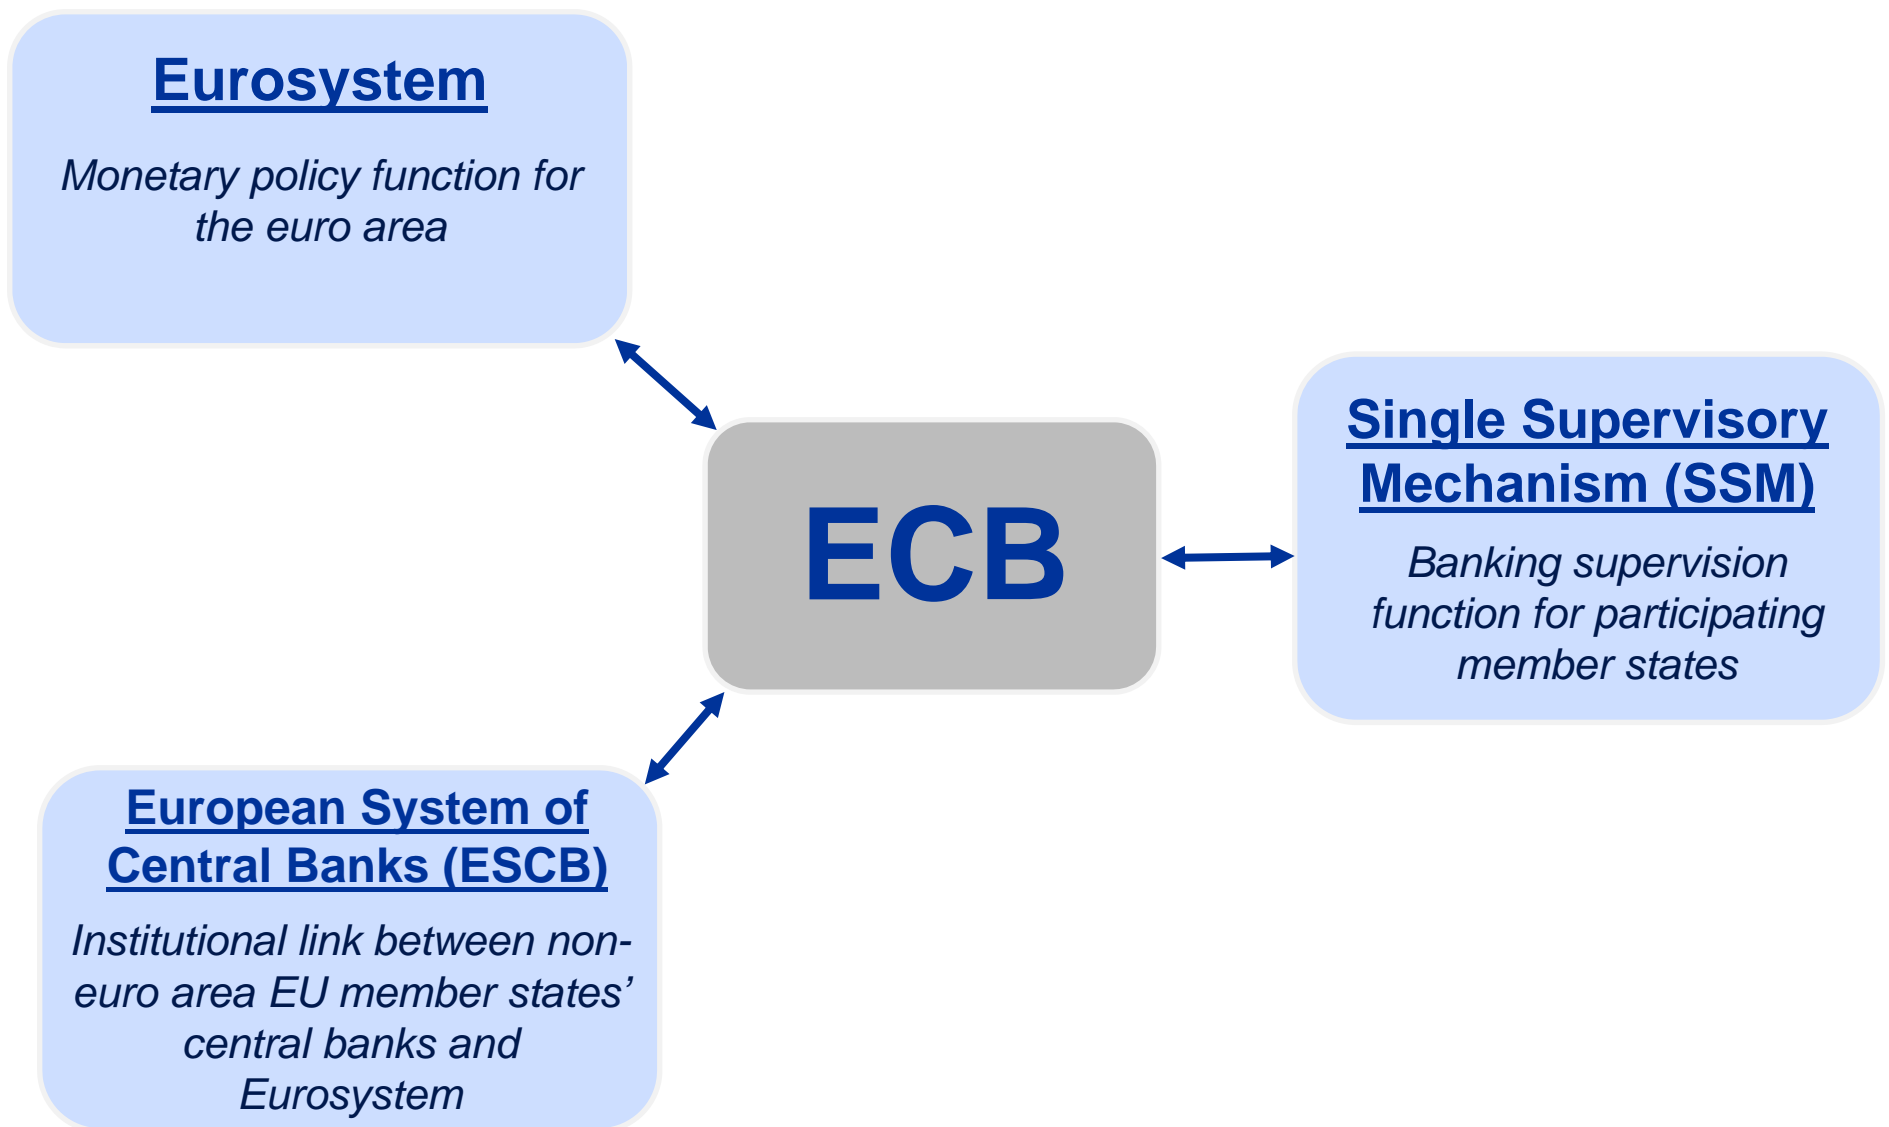 Eurosystem
Monetary policy function for
the euro area
ECB
Single Supervisory
Mechanism (SSM)
Banking supervision
function for participating
member states
European System of
Central Banks (ESCB)
Institutional link between non-
euro area EU member states’
central banks and
Eurosystem